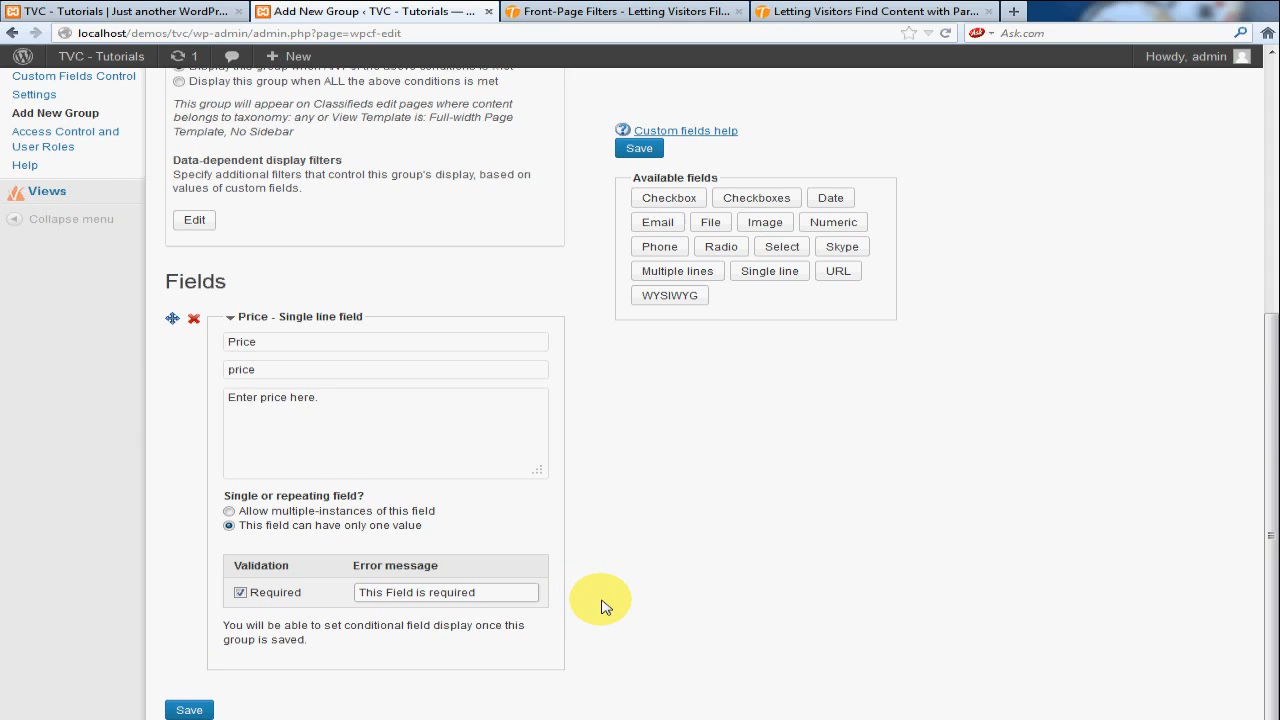 TVC - Tutorials | Just another WordPr...
Add New Group ‹ TVC - Tutorials — ...
Front-Page Filters - Letting Visitors Fil...
Letting Visitors Find Content with Par...
localhost/demos/tvc/wp-admin/admin.php?page=wpcf-edit
Ask.com
TVC - Tutorials
1
New
Howdy, admin
Custom Fields Control
Settings
Add New Group
Access Control and
User Roles
Help
Views
Collapse menu
Display this group when ANY of the above conditions is met
Display this group when ALL the above conditions is met
This group will appear on Classifieds edit pages where content
belongs to taxonomy: any or View Template is: Full-width Page
Template, No Sidebar
Data-dependent display filters
Specify additional filters that control this group's display, based on
values of custom fields.
Edit
Fields
Price - Single line field
Price
price
Enter price here.
Single or repeating field?
Allow multiple-instances of this field
This field can have only one value
Validation Error message
Required This Field is required
You will be able to set conditional field display once this
group is saved.
Save
Custom fields help
Save
Available fields
Checkbox Checkboxes Date
Email File Image Numeric
Phone Radio Select Skype
Multiple lines Single line URL
WYSIWYG